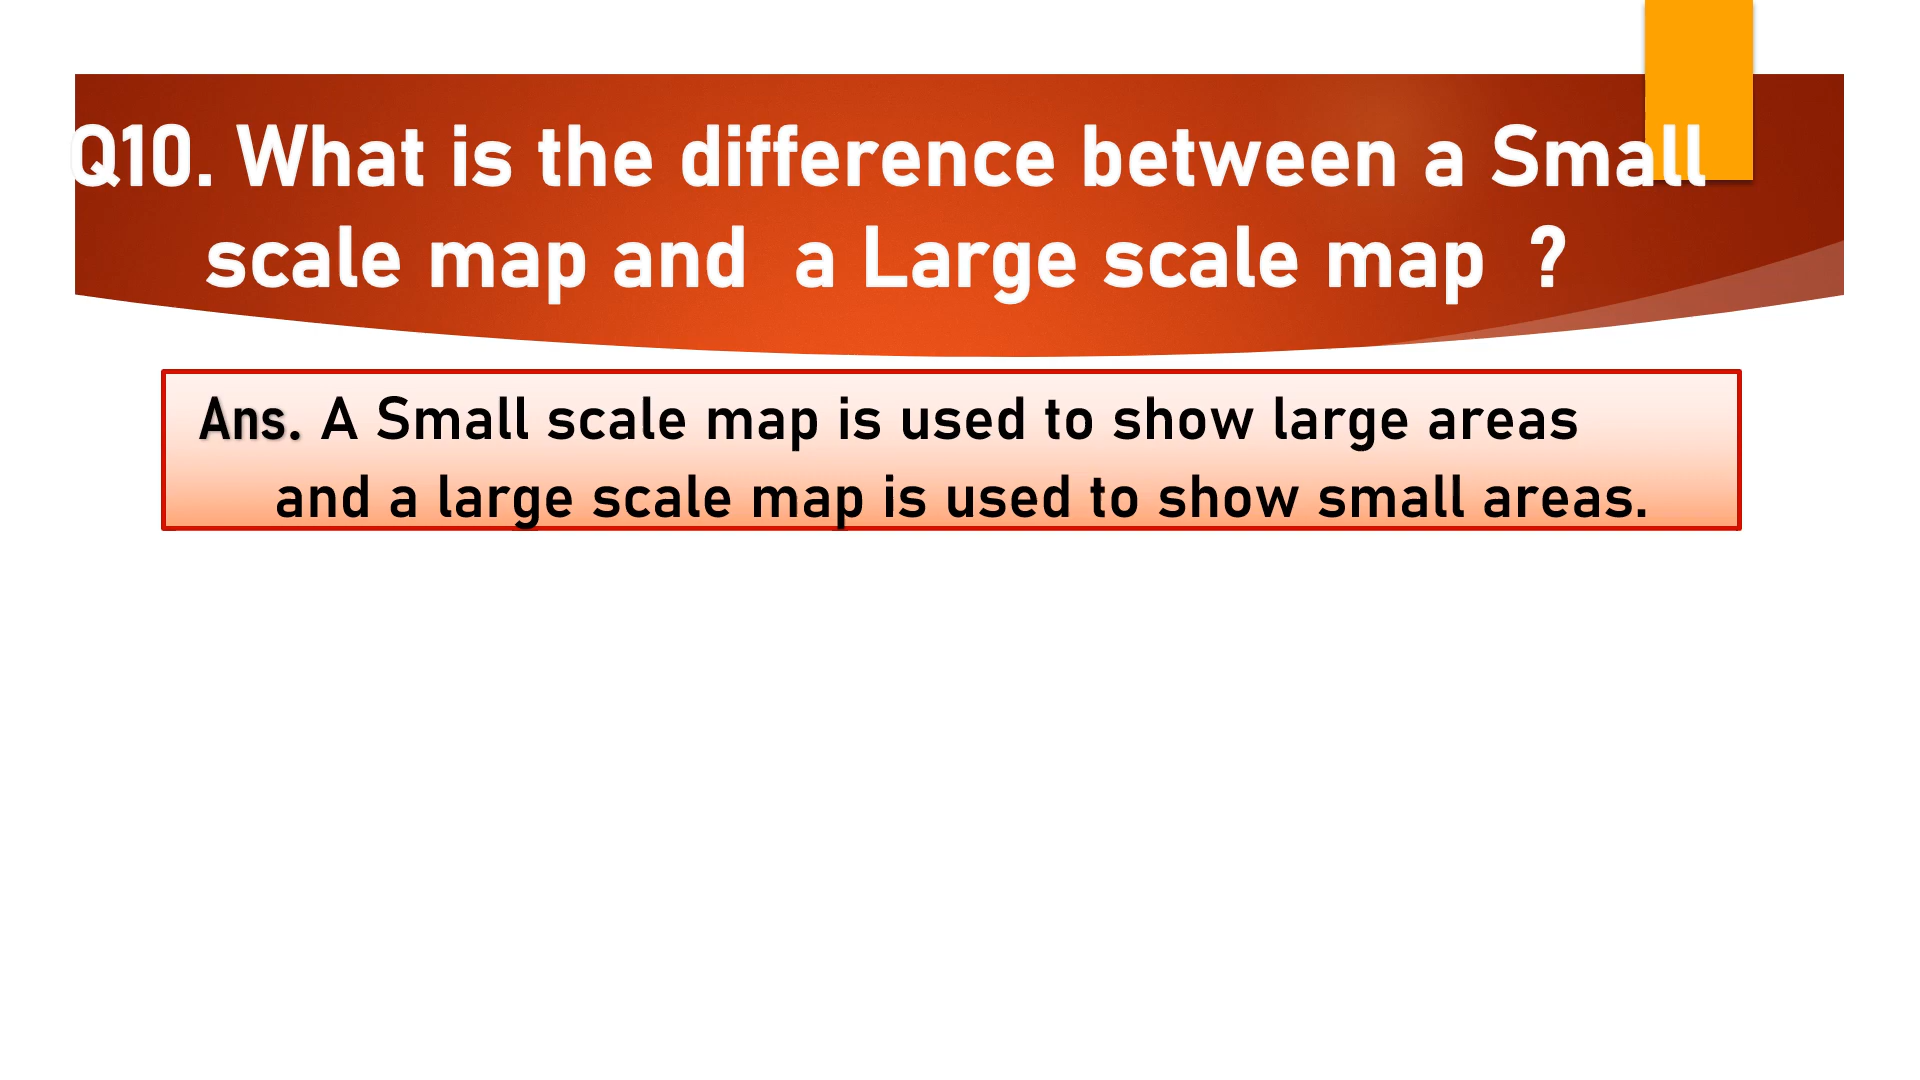 Q10. What is the difference between a Small
scale map and a Large scale map ?
Ans. A Small scale map is used to show large areas
and a large scale map is used to show small areas.